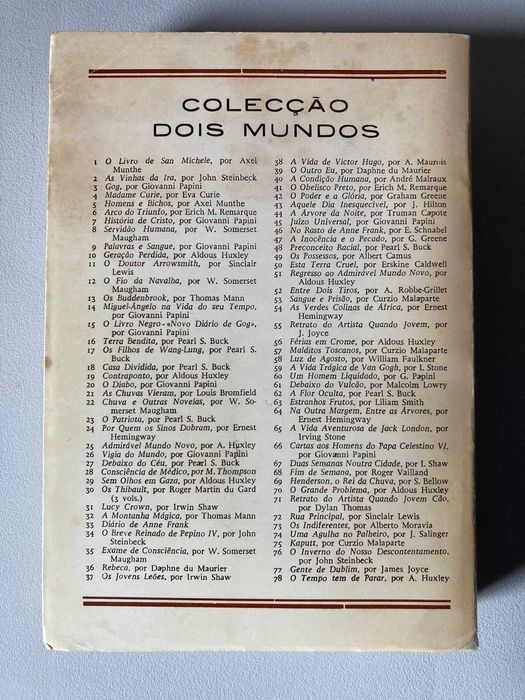 COLECÇÃO
DOIS MUNDOS
1 O Livro de San Michele, por Axel
Munthe
2 As Vinhas da Ira, por John Steinbeck
3 Gog, por Giovanni Papini
4 Madame Curie, por Eva Curie
5 Homens e Bichos, por Axel Munthe
6 Arco do Triunfo, por Erich M. Remarque
7 História de Cristo, por Giovanni Papini
8 Servidão Humana, por W. Somerset
Maugham
9 Palavras e Sangue, por Giovanni Papini
10 Geração Perdida, por Aldous Huxley
11 O Doutor Arrowsmith, por Sinclair
Lewis
12 O Fio da Navalha, por W. Somerset
Maugham
13 Os Buddenbrook, por Thomas Mann
14 Miguel-Ângelo na Vida do seu Tempo,
por Giovanni Papini
15 O Livro Negro - «Novo Diário de Gog»,
por Giovanni Papini
16 Terra Bendita, por Pearl S. Buck
17 Os Filhos de Wang-Lung, por Pearl S.
Buck
18 Casa Dividida, por Pearl S. Buck
19 Contraponto, por Aldous Huxley
20 O Diabo, por Giovanni Papini
21 As Chuvas Vieram, por Louis Bromfield
22 Chuva e Outras Novelas, por W. So-
merset Maugham
23 O Patriota, por Pearl S. Buck
24 Por Quem os Sinos Dobram, por Ernest
Hemingway
25 Admirável Mundo Novo, por A. Huxley
26 Vigia do Mundo, por Giovanni Papini
27 Debaixo do Céu, por Pearl S. Buck
28 Consciência de Médico, por M. Thompson
29 Sem Olhos em Gaza, por Aldous Huxley
30 Os Thibault, por Roger Martin du Gard
(3 vols.)
31 Lucy Crown, por Irwin Shaw
32 A Montanha Mágica, por Thomas Mann
33 Diário de Anne Frank
34 O Breve Reinado de Pepino IV, por John
Steinbeck
35 Exame de Consciência, por W. Somerset
Maugham
36 Rebeca, por Daphne du Maurier
37 Os Jovens Leões, por Irwin Shaw
38 A Vida de Victor Hugo, por A. Maurois
39 O Outro Eu, por Daphne du Maurier
40 A Condição Humana, por André Malraux
41 O Obelisco Preto, por Erich M. Remarque
42 O Poder e a Glória, por Graham Greene
43 Aquele Dia Inesquecível, por J. Hilton
44 A Árvore da Noite, por Truman Capote
45 Juízo Universal, por Giovanni Papini
46 No Rasto de Anne Frank, por E. Schnabel
47 A Inocência e o Pecado, por G. Greene
48 Preconceito Racial, por Pearl S. Buck
49 Os Possessos, por Albert Camus
50 Esta Terra Cruel, por Erskine Caldwell
51 Regresso ao Admirável Mundo Novo, por
Aldous Huxley
52 Entre Dois Tiros, por A. Robbe-Grillet
53 Sangue e Prisão, por Curzio Malaparte
54 As Verdes Colinas de África, por Ernest
Hemingway
55 Retrato do Artista Quando Jovem, por
J. Joyce
56 Férias em Crome, por Aldous Huxley
57 Malditos Toscanos, por Curzio Malaparte
58 Luz de Agosto, por William Faulkner
59 A Vida Trágica de Van Gogh, por I. Stone
60 Um Homem Liquidado, por G. Papini
61 Debaixo do Vulcão, por Malcolm Lowry
62 A Flor Oculta, por Pearl S. Buck
63 Estranhos Frutos, por Liliam Smith
64 Na Outra Margem, Entre as Árvores, por
Ernest Hemingway
65 A Vida Aventurosa de Jack London, por
Irving Stone
66 Cartas aos Homens do Papa Celestino VI,
por Giovanni Papini
67 Duas Semanas Noutra Cidade, por I. Shaw
68 Fim de Semana, por Roger Vailland
69 Henderson, o Rei da Chuva, por S. Bellow
70 O Grande Problema, por Aldous Huxley
71 Retrato do Artista Quando Jovem Cão,
por Dylan Thomas
72 Rua Principal, por Sinclair Lewis
73 Os Indiferentes, por Alberto Moravia
74 Uma Agulha no Palheiro, por J. Salinger
75 Kaputt, por Curzio Malaparte
76 O Inverno do Nosso Descontentamento,
por John Steinbeck
77 Gente de Dublim, por James Joyce
78 O Tempo tem de Parar, por A. Huxley